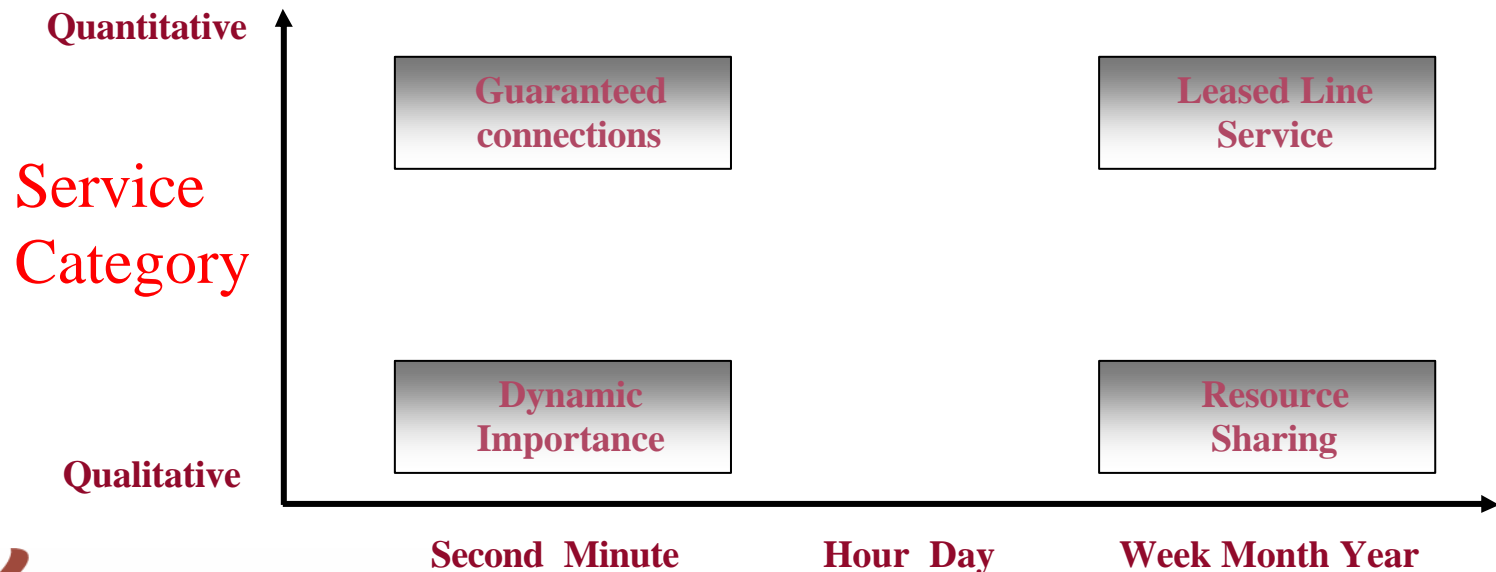 Quantitative
Guaranteed
connections
Leased Line
Service
Service
Category
Dynamic
Importance
Resource
Sharing
Qualitative
Second Minute
Hour Day
Week Month Year